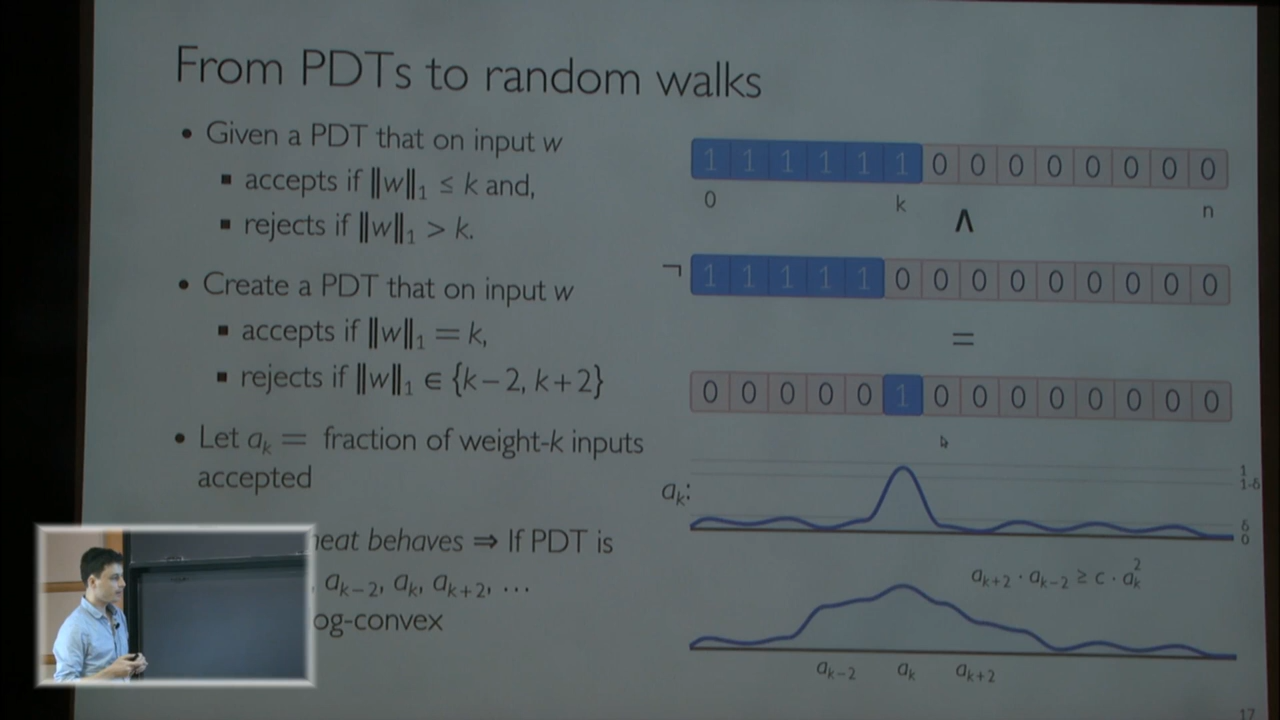 From PDTs to random walks
• Given a PDT that on input w
▪ accepts if ‖w‖₁ ≤ k and,
▪ rejects if ‖w‖₁ > k.
• Create a PDT that on input w
▪ accepts if ‖w‖₁ = k,
▪ rejects if ‖w‖₁ ∈ {k−2, k+2}
• Let aₖ = fraction of weight-k inputs
accepted
heat behaves ⇒ If PDT is
, aₖ₋₂, aₖ, aₖ₊₂, …
og-convex
1 1 1 1 1 1 0 0 0 0 0 0 0 0
0 k n
∧
¬ 1 1 1 1 1 0 0 0 0 0 0 0 0 0
=
0 0 0 0 0 1 0 0 0 0 0 0 0 0
aₖ:
1
1-δ
δ
0
aₖ₊₂ · aₖ₋₂ ≥ c · aₖ²
aₖ₋₂ aₖ aₖ₊₂
17